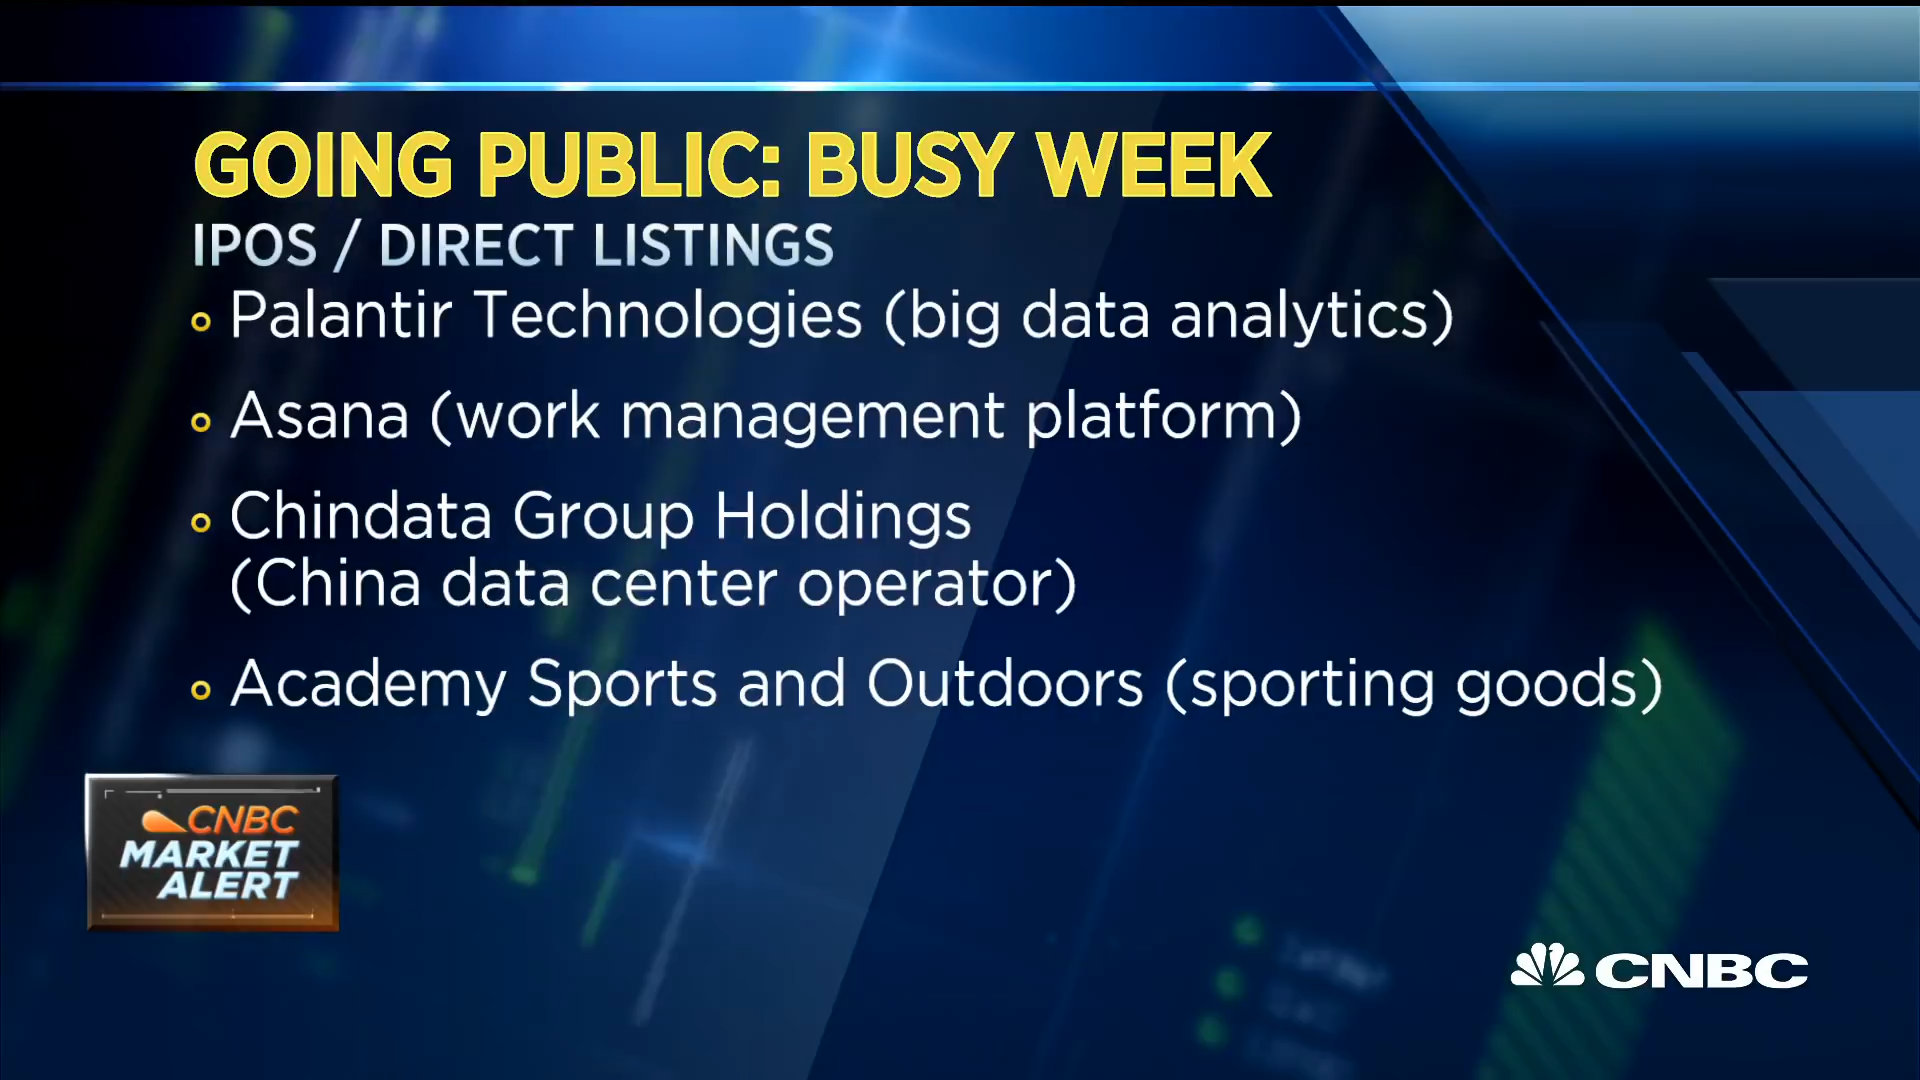 GOING PUBLIC: BUSY WEEK
IPOS / DIRECT LISTINGS
Palantir Technologies (big data analytics)
Asana (work management platform)
Chindata Group Holdings
(China data center operator)
Academy Sports and Outdoors (sporting goods)
CNBC
MARKET
ALERT
CNBC